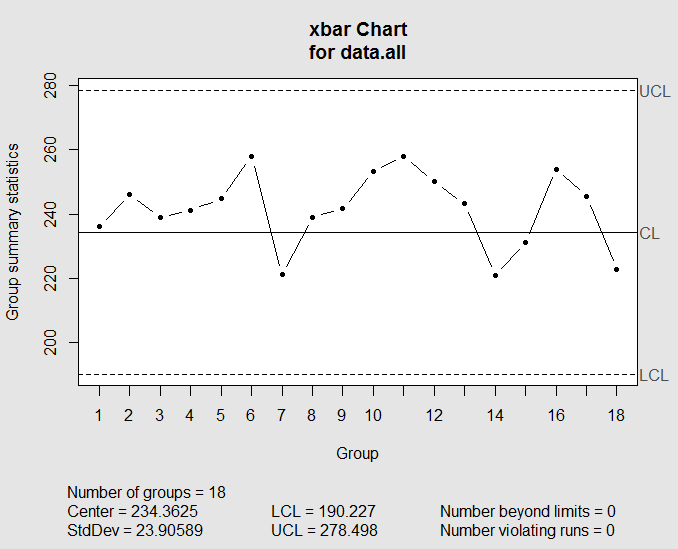 xbar Chart
for data.all
Group summary statistics
280
260
240
220
200
UCL
CL
LCL
1 2 3 4 5 6 7 8 9 10 12 14 16 18
Group
Number of groups = 18
Center = 234.3625 LCL = 190.227 Number beyond limits = 0
StdDev = 23.90589 UCL = 278.498 Number violating runs = 0